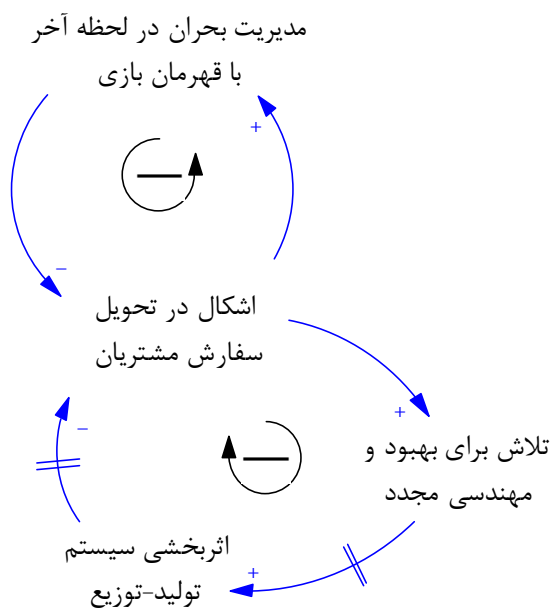 مدیریت بحران در لحظه آخر
با قهرمان بازی
+
−
اشکال در تحویل
سفارش مشتریان
+
−
تلاش برای بهبود و
مهندسی مجدد
اثربخشی سیستم
تولید-توزیع
+